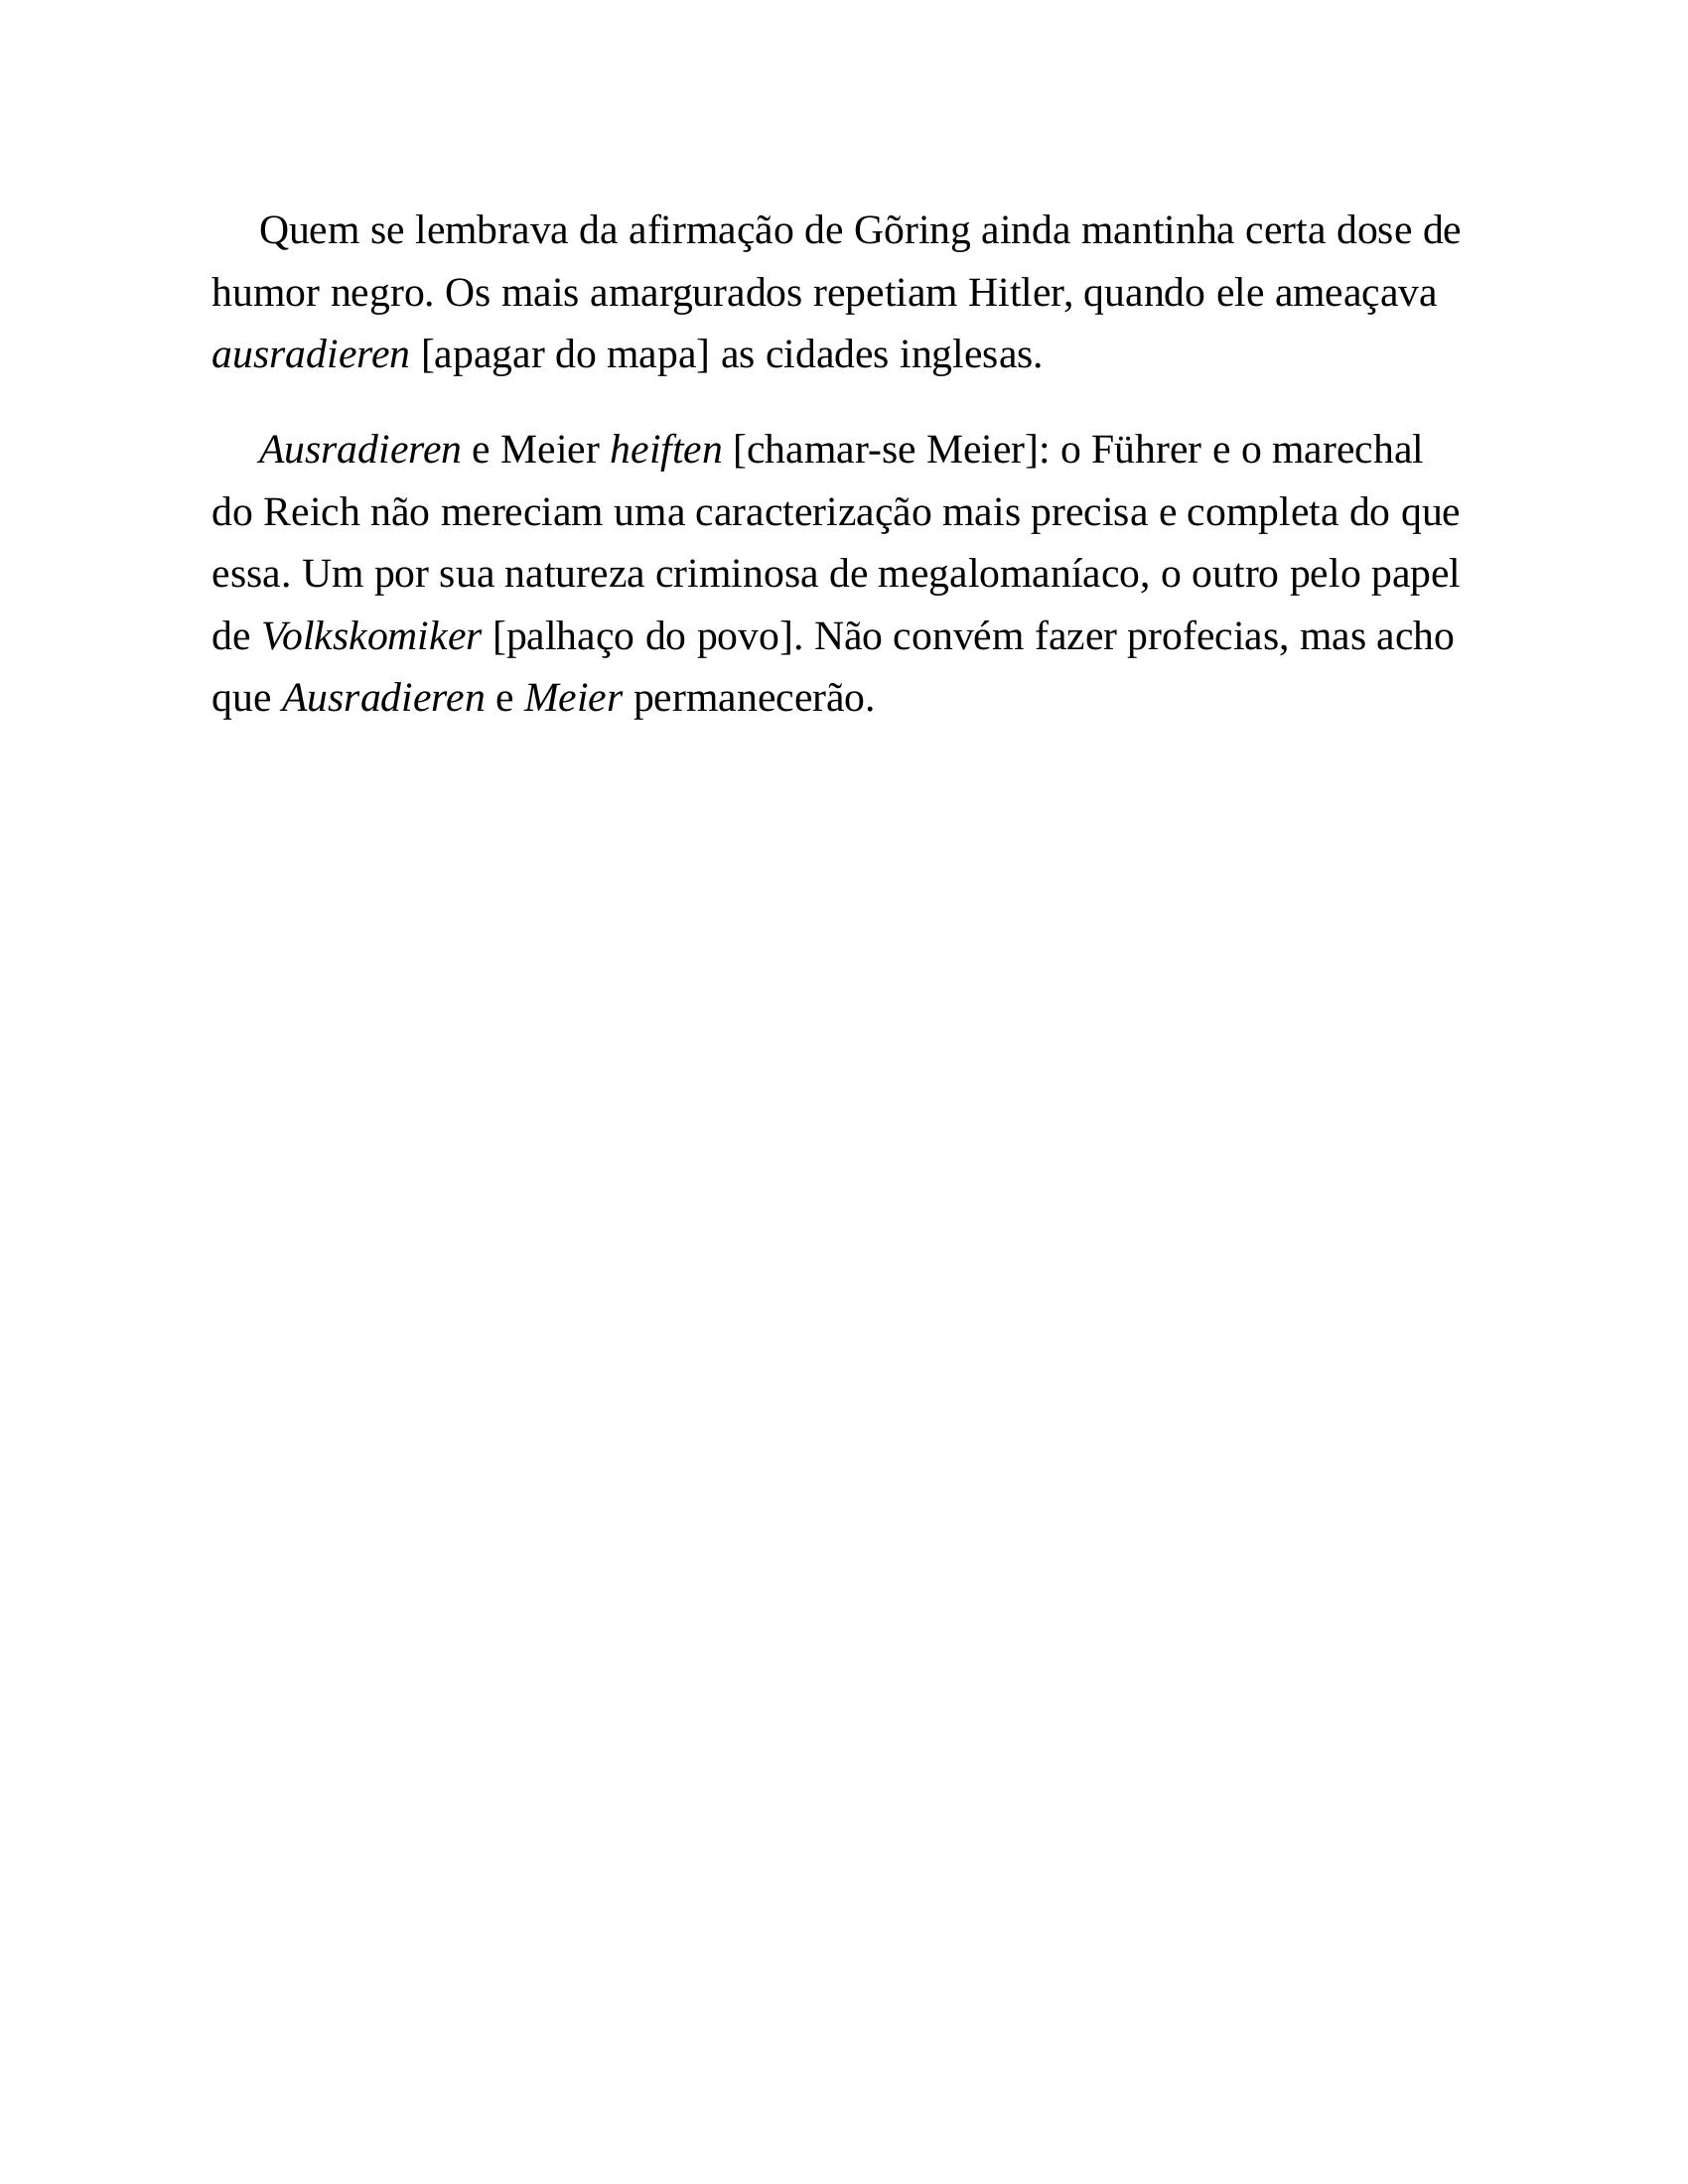 Quem se lembrava da afirmação de Gõring ainda mantinha certa dose de
humor negro. Os mais amargurados repetiam Hitler, quando ele ameaçava
ausradieren [apagar do mapa] as cidades inglesas.
Ausradieren e Meier heiften [chamar-se Meier]: o Führer e o marechal
do Reich não mereciam uma caracterização mais precisa e completa do que
essa. Um por sua natureza criminosa de megalomaníaco, o outro pelo papel
de Volkskomiker [palhaço do povo]. Não convém fazer profecias, mas acho
que Ausradieren e Meier permanecerão.